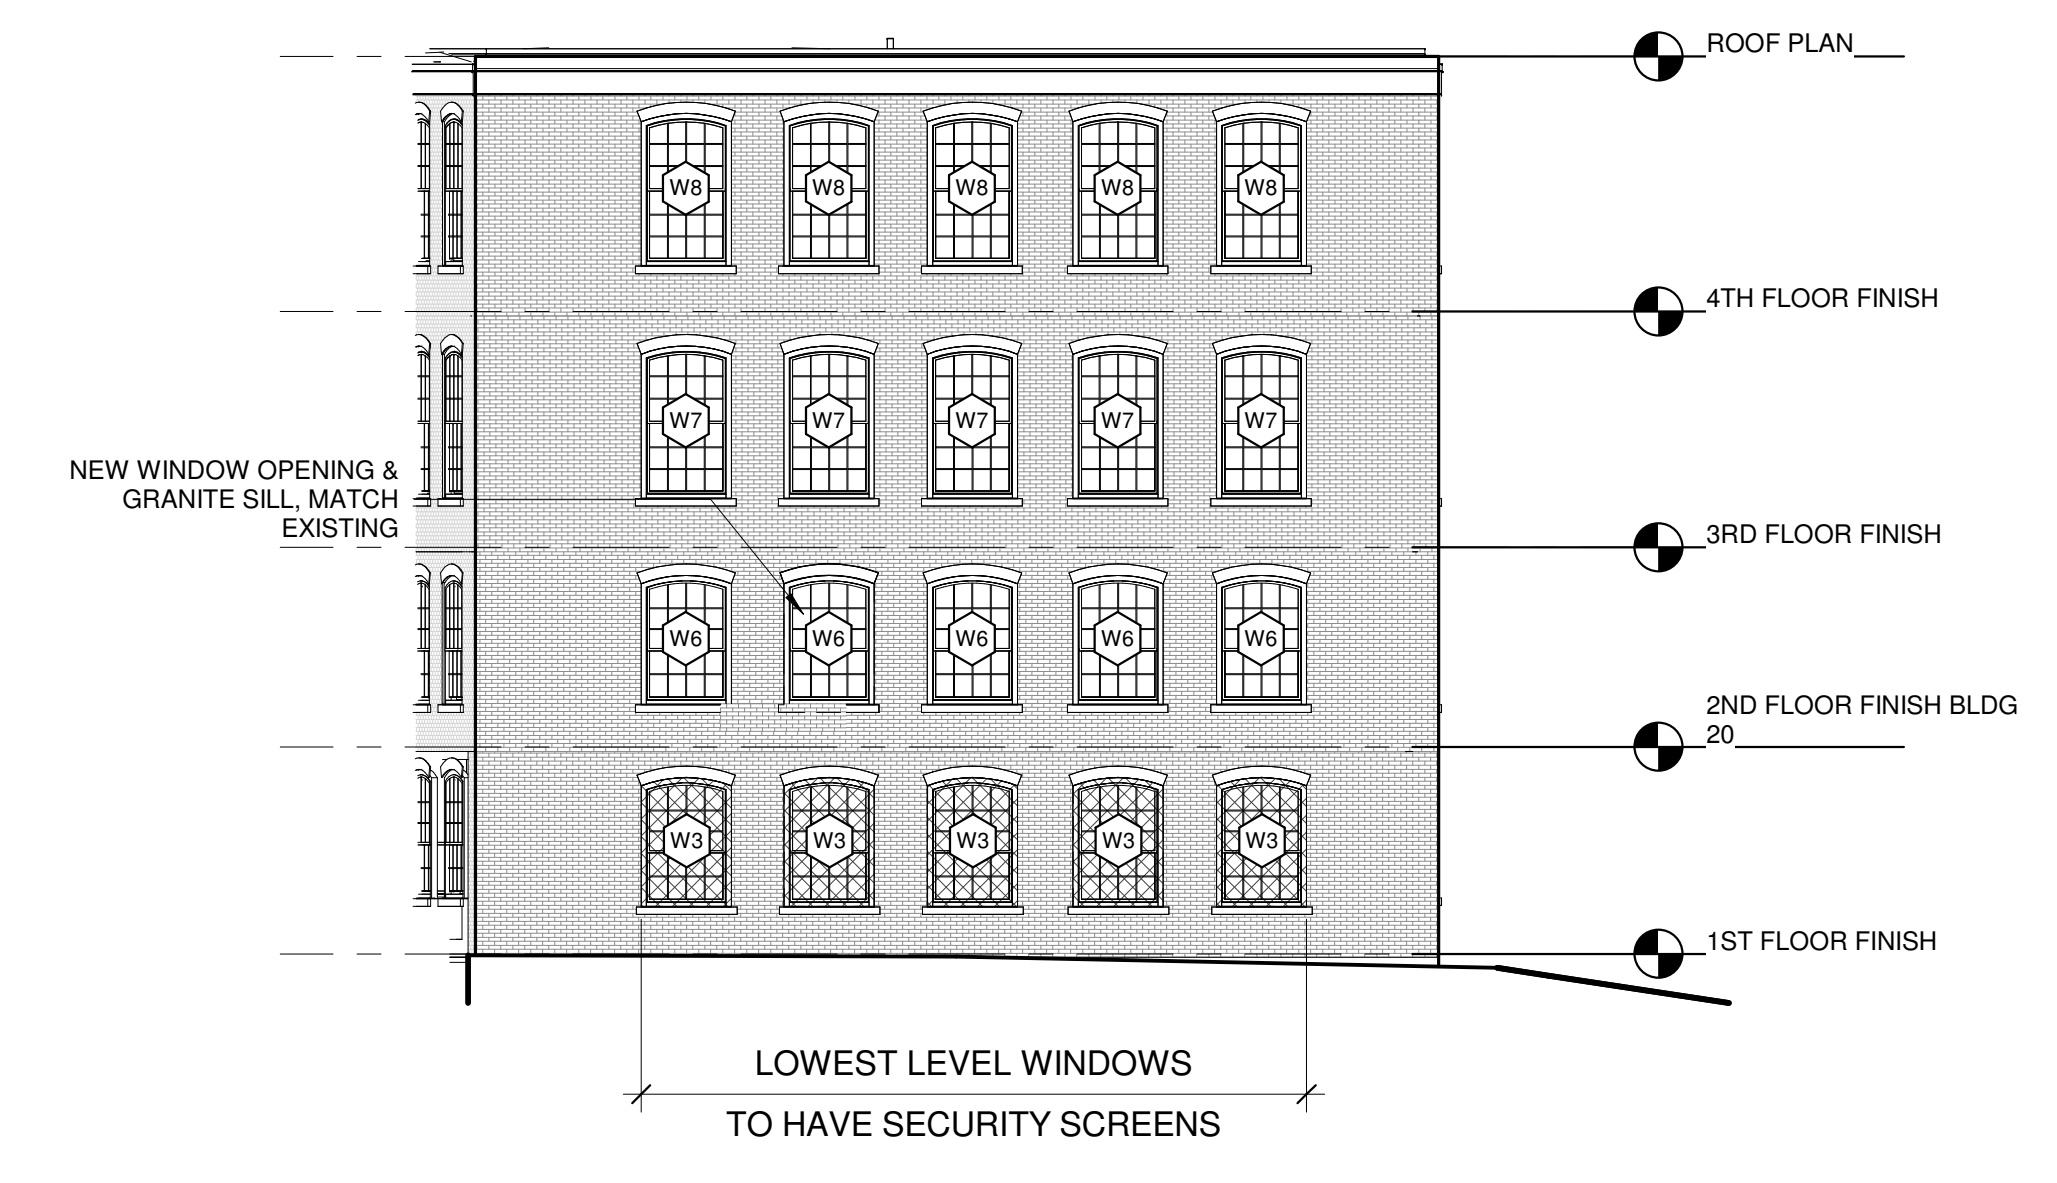 ROOF PLAN
W8 W8 W8 W8 W8
4TH FLOOR FINISH
W7 W7 W7 W7 W7
NEW WINDOW OPENING &
GRANITE SILL, MATCH
EXISTING
3RD FLOOR FINISH
W6 W6 W6 W6 W6
2ND FLOOR FINISH BLDG
20
W3 W3 W3 W3 W3
1ST FLOOR FINISH
LOWEST LEVEL WINDOWS
TO HAVE SECURITY SCREENS